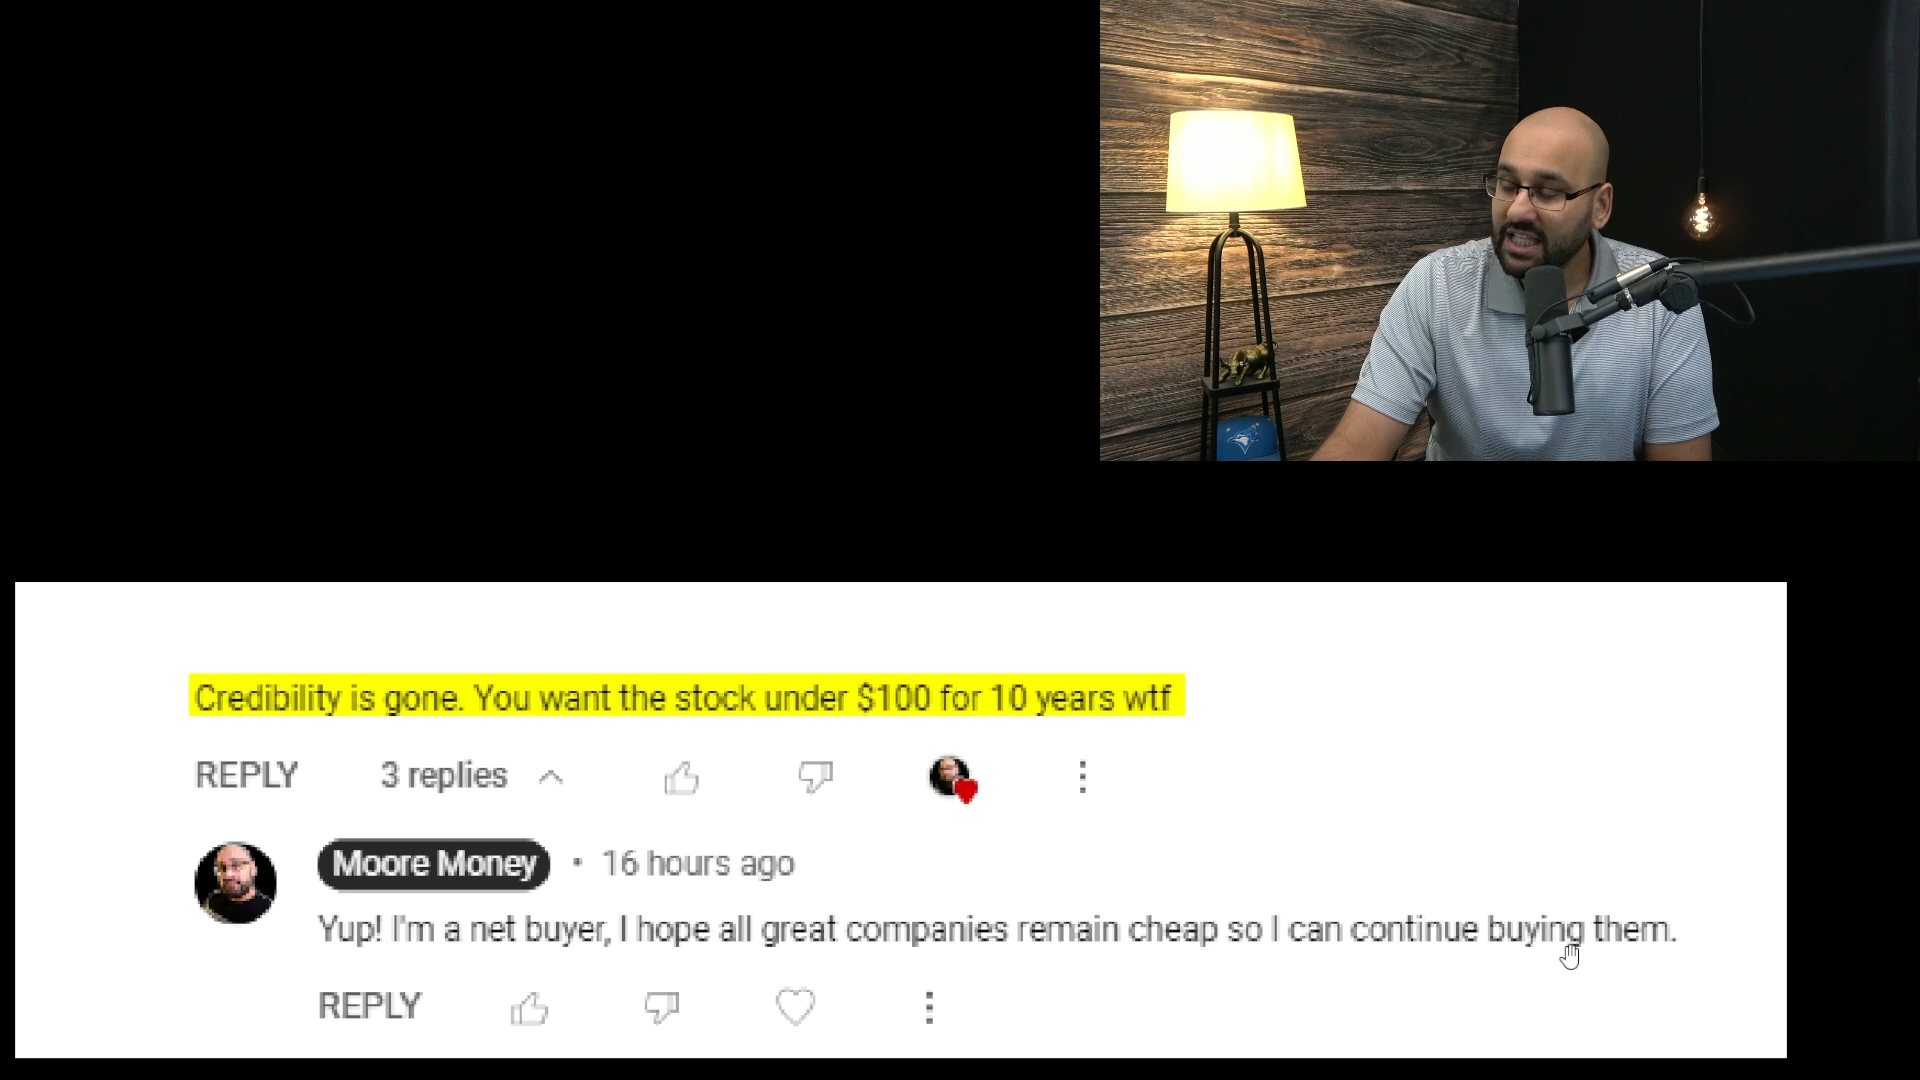 Credibility is gone. You want the stock under $100 for 10 years wtf
REPLY 3 replies
Moore Money • 16 hours ago
Yup! I'm a net buyer, I hope all great companies remain cheap so I can continue buying them.
REPLY